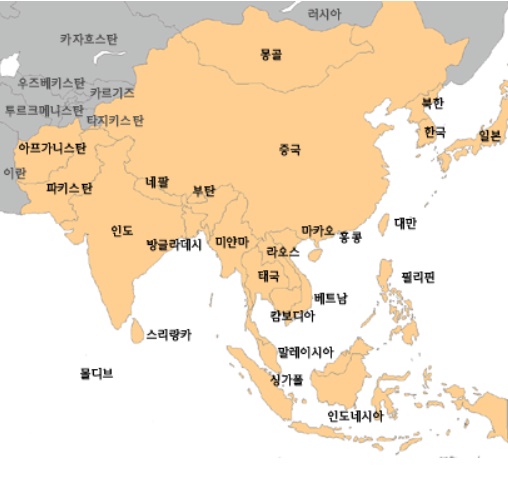 러시아
카자흐스탄
몽골
우즈베키스탄
카르기즈
북한
투르크메니스탄
타지키스탄
한국
일본
아프가니스탄
중국
이란
네팔
파키스탄
부탄
대만
인도
마카오
홍콩
방글라데시
미얀마
라오스
태국
필리핀
베트남
캄보디아
스리랑카
말레이시아
몰디브
싱가폴
인도네시아